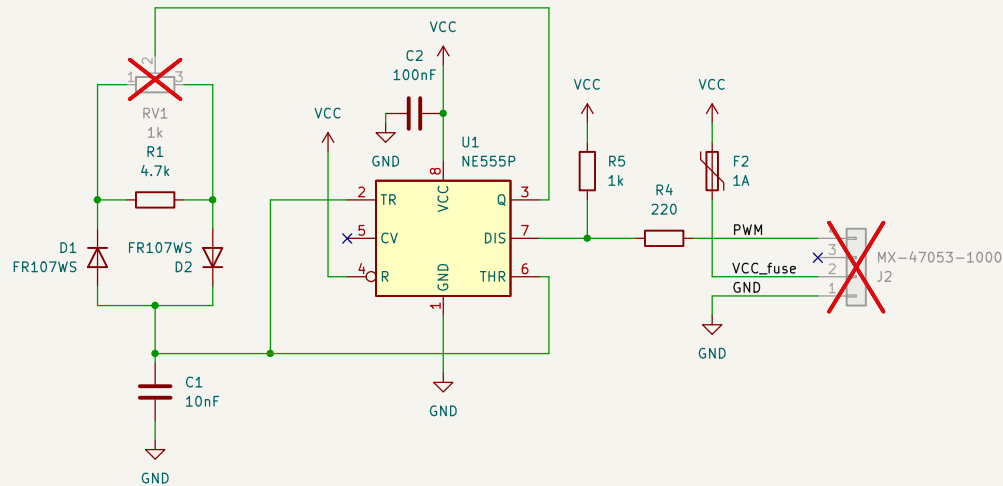 2
1
3
RV1
1k
R1
4.7k
D1
FR107WS
FR107WS
D2
C1
10nF
GND
VCC
C2
100nF
GND
VCC
U1
NE555P
8
VCC
2
TR
Q
3
5
CV
DIS
7
4
R
THR
6
GND
1
GND
VCC
R5
1k
R4
220
VCC
F2
1A
PWM
3
VCC_fuse
2
GND
1
MX-47053-1000
J2
GND